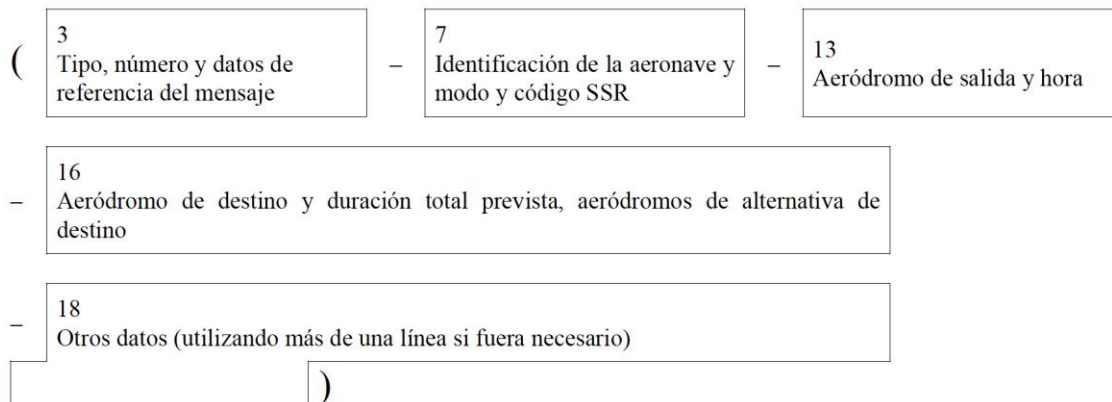 ( 3 – 7 – 13
Tipo, número y datos de Identificación de la aeronave y Aeródromo de salida y hora
referencia del mensaje modo y código SSR
– 16
Aeródromo de destino y duración total prevista, aeródromos de alternativa de
destino
– 18
Otros datos (utilizando más de una línea si fuera necesario)
)